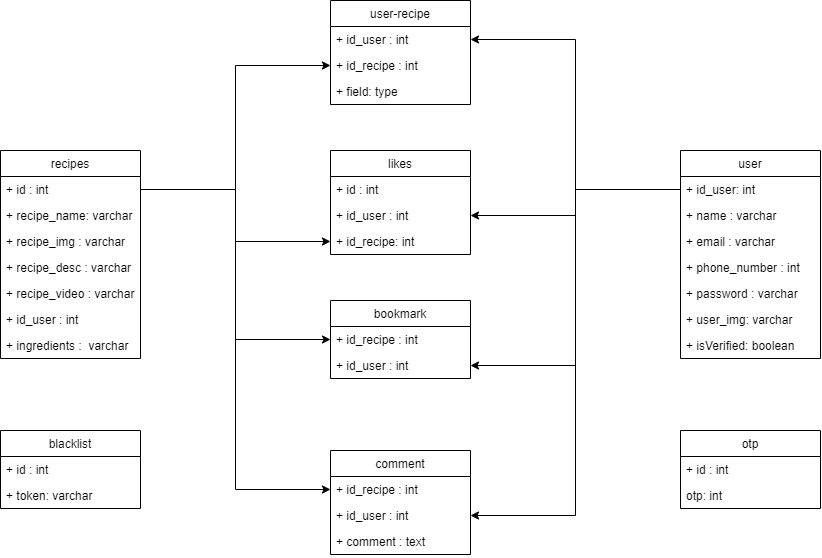 user-recipe
+ id_user : int
+ id_recipe : int
+ field: type
recipes
+ id : int
+ recipe_name: varchar
+ recipe_img : varchar
+ recipe_desc : varchar
+ recipe_video : varchar
+ id_user : int
+ ingredients :  varchar
likes
+ id : int
+ id_user : int
+ id_recipe: int
user
+ id_user: int
+ name : varchar
+ email : varchar
+ phone_number : int
+ password : varchar
+ user_img: varchar
+ isVerified: boolean
bookmark
+ id_recipe : int
+ id_user : int
blacklist
+ id : int
+ token: varchar
comment
+ id_recipe : int
+ id_user : int
+ comment : text
otp
+ id : int
otp: int